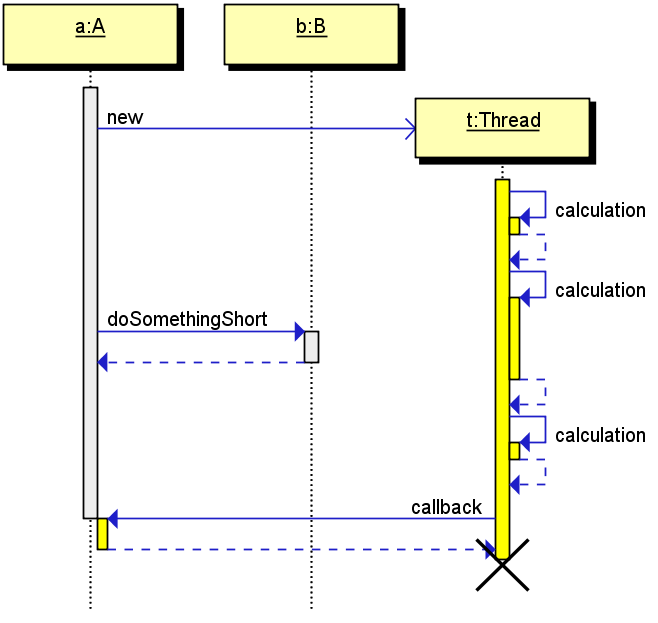 a:A
b:B
new
t:Thread
calculation
calculation
doSomethingShort
calculation
callback